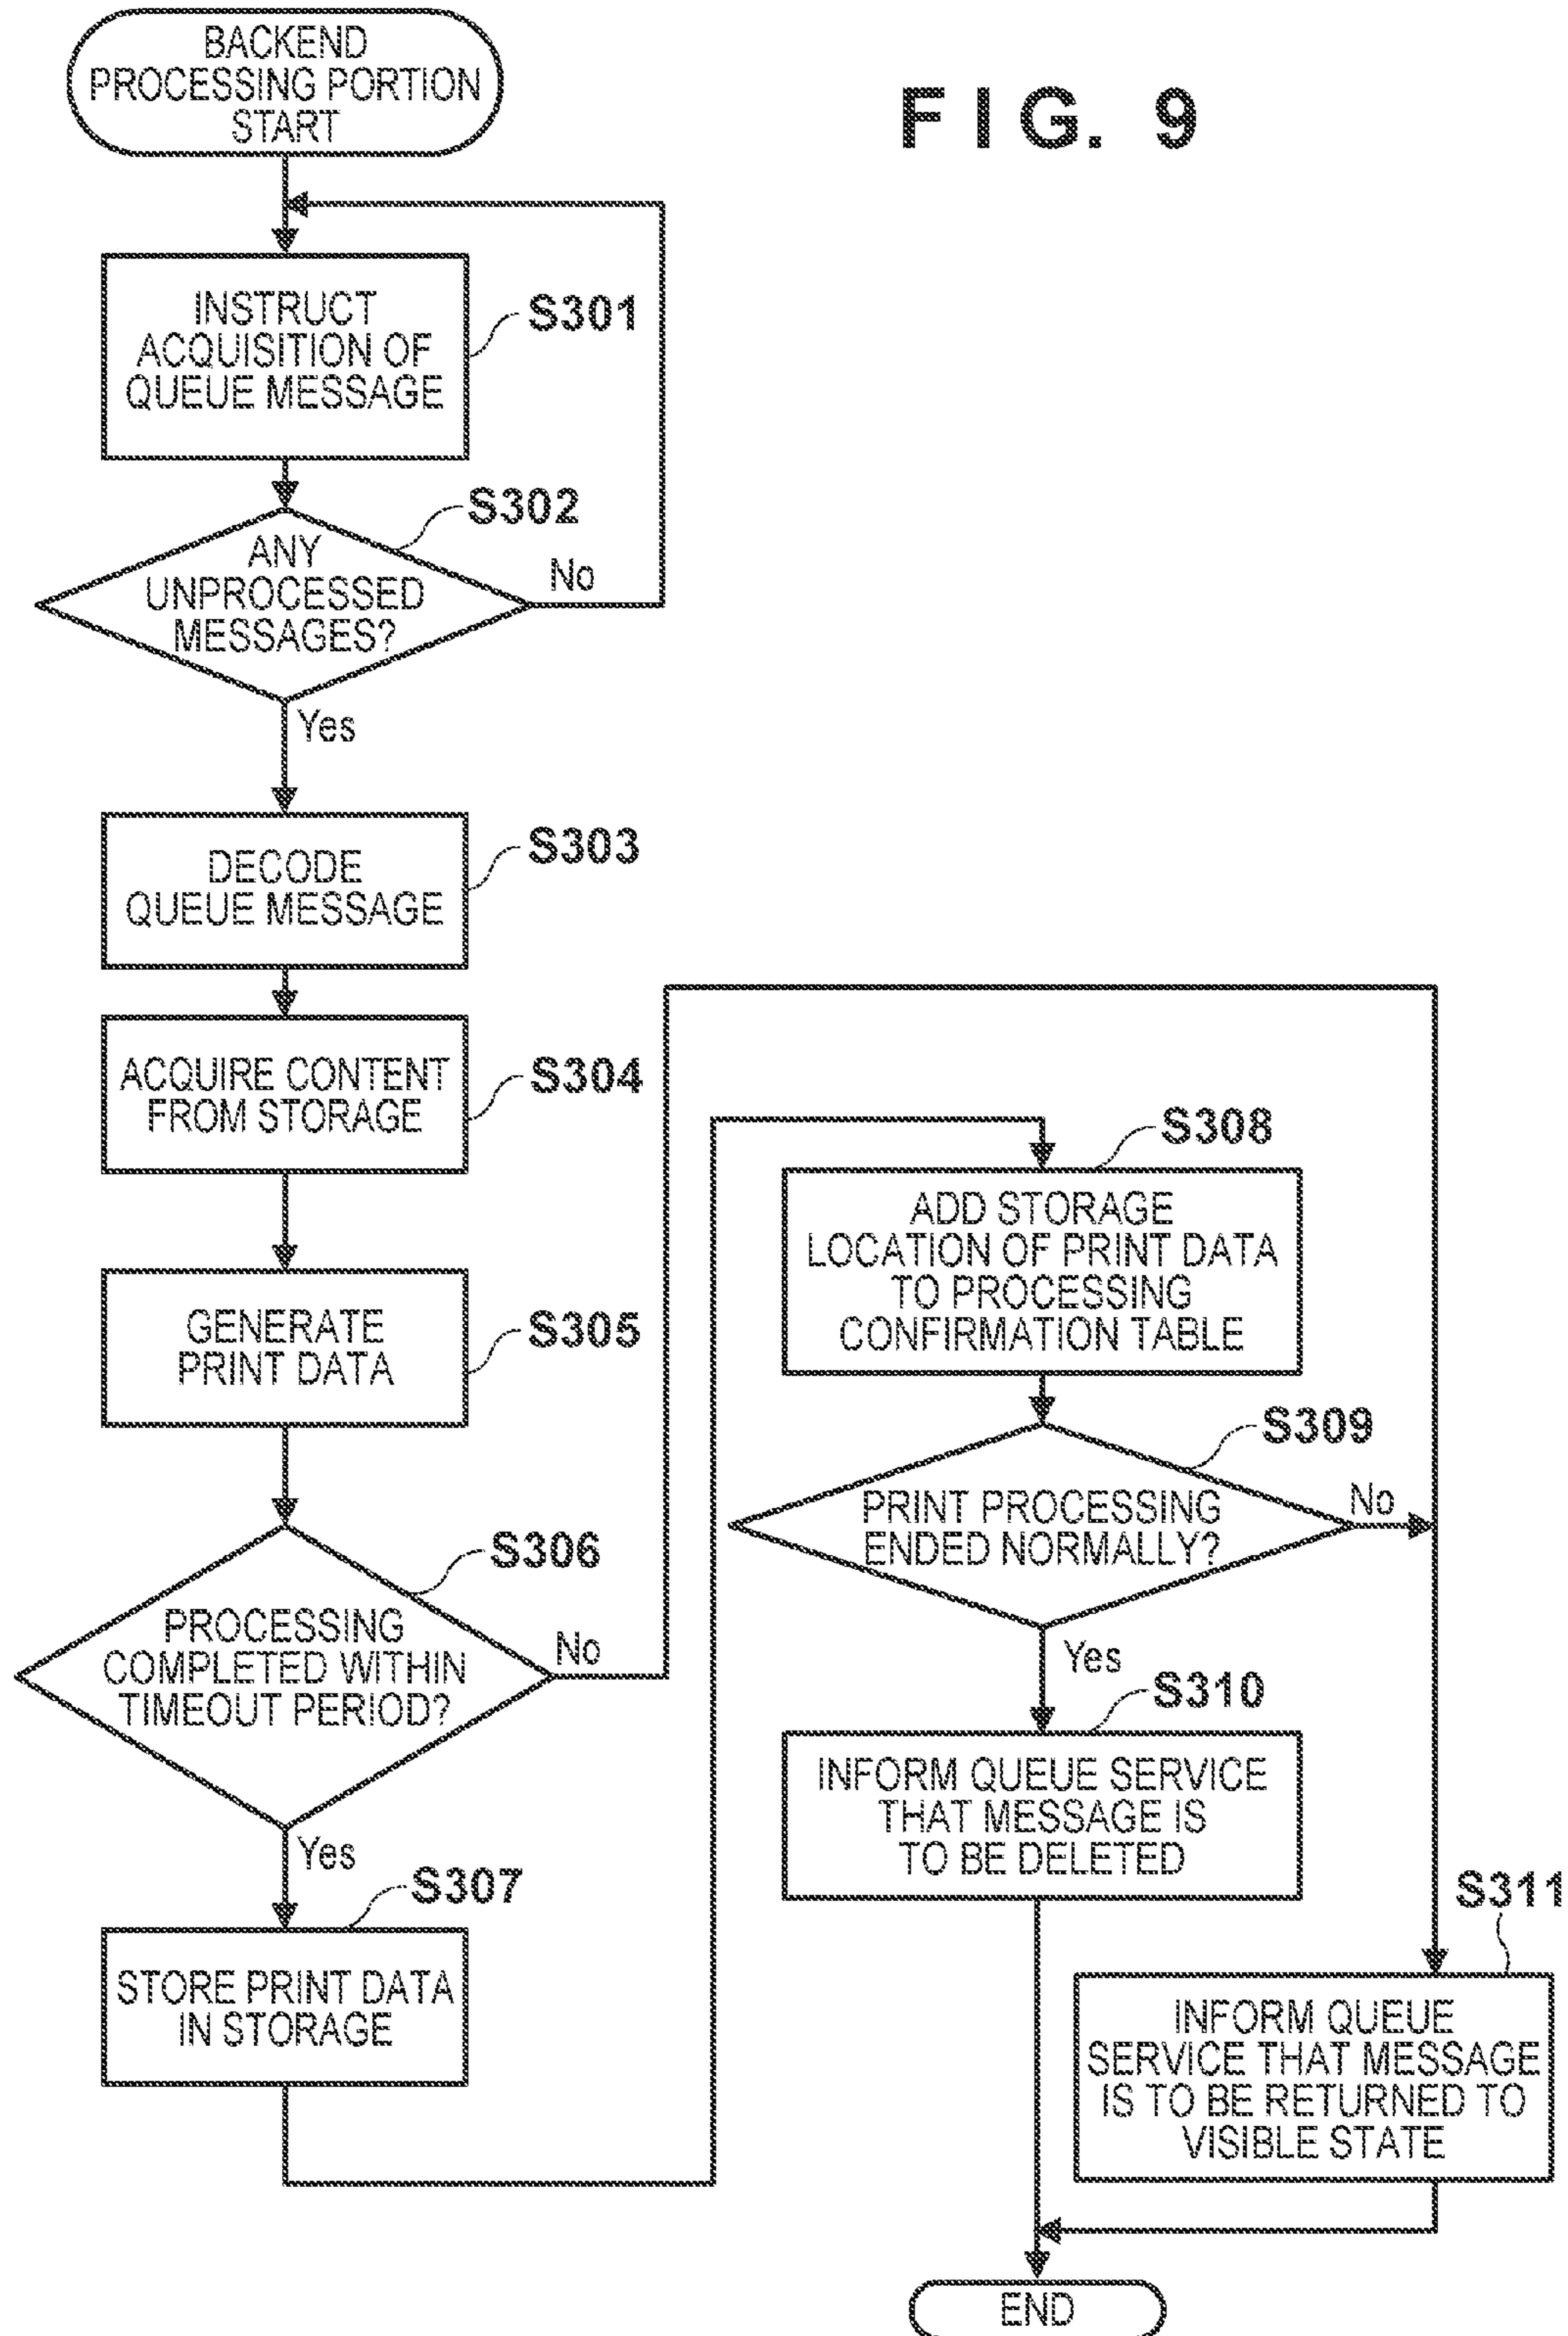 BACKEND
PROCESSING PORTION
START
FIG. 9
INSTRUCT
ACQUISITION OF
QUEUE MESSAGE
S301
S302
ANY
UNPROCESSED
MESSAGES?
No
Yes
DECODE
QUEUE MESSAGE
S303
ACQUIRE CONTENT
FROM STORAGE
S304
GENERATE
PRINT DATA
S305
S306
PROCESSING
COMPLETED WITHIN
TIMEOUT PERIOD?
No
Yes
S307
STORE PRINT DATA
IN STORAGE
S308
ADD STORAGE
LOCATION OF PRINT DATA
TO PROCESSING
CONFIRMATION TABLE
S309
PRINT PROCESSING
ENDED NORMALLY?
No
Yes
S310
INFORM QUEUE SERVICE
THAT MESSAGE IS
TO BE DELETED
S311
INFORM QUEUE
SERVICE THAT MESSAGE
IS TO BE RETURNED TO
VISIBLE STATE
END